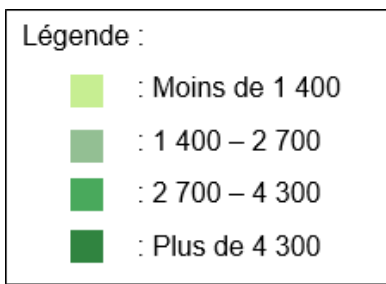 Légende :
: Moins de 1 400
: 1 400 – 2 700
: 2 700 – 4 300
: Plus de 4 300